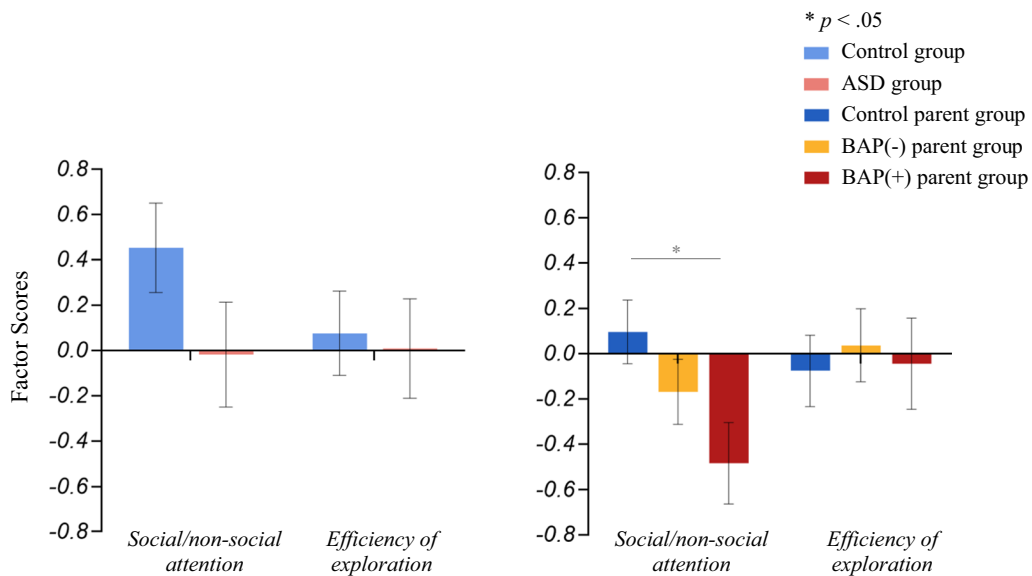 * p < .05
Control group
ASD group
Control parent group
BAP(-) parent group
BAP(+) parent group
Factor Scores
0.8
0.6
0.4
0.2
0.0
-0.2
-0.4
-0.6
-0.8
Social/non-social
attention
Efficiency of
exploration
0.8
0.6
0.4
0.2
0.0
-0.2
-0.4
-0.6
-0.8
*
Social/non-social
attention
Efficiency of
exploration